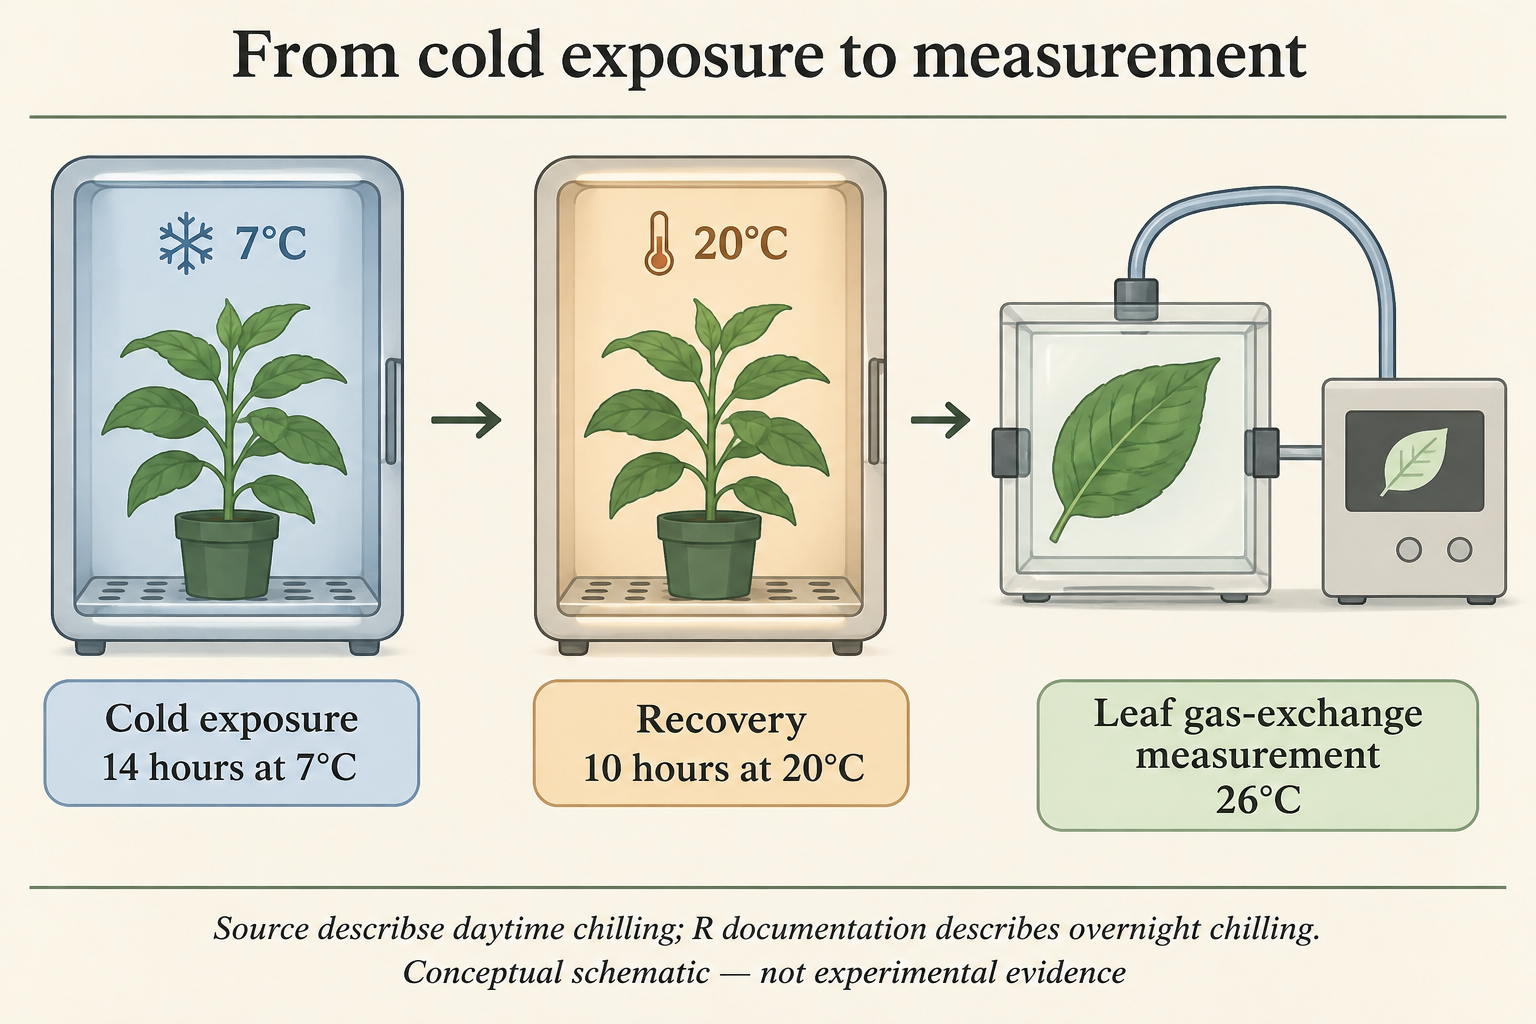 From cold exposure to measurement
7°C
20°C
Cold exposure
14 hours at 7°C
Recovery
10 hours at 20°C
Leaf gas-exchange
measurement
26°C
Source describse daytime chilling; R documentation describes overnight chilling.
Conceptual schematic — not experimental evidence